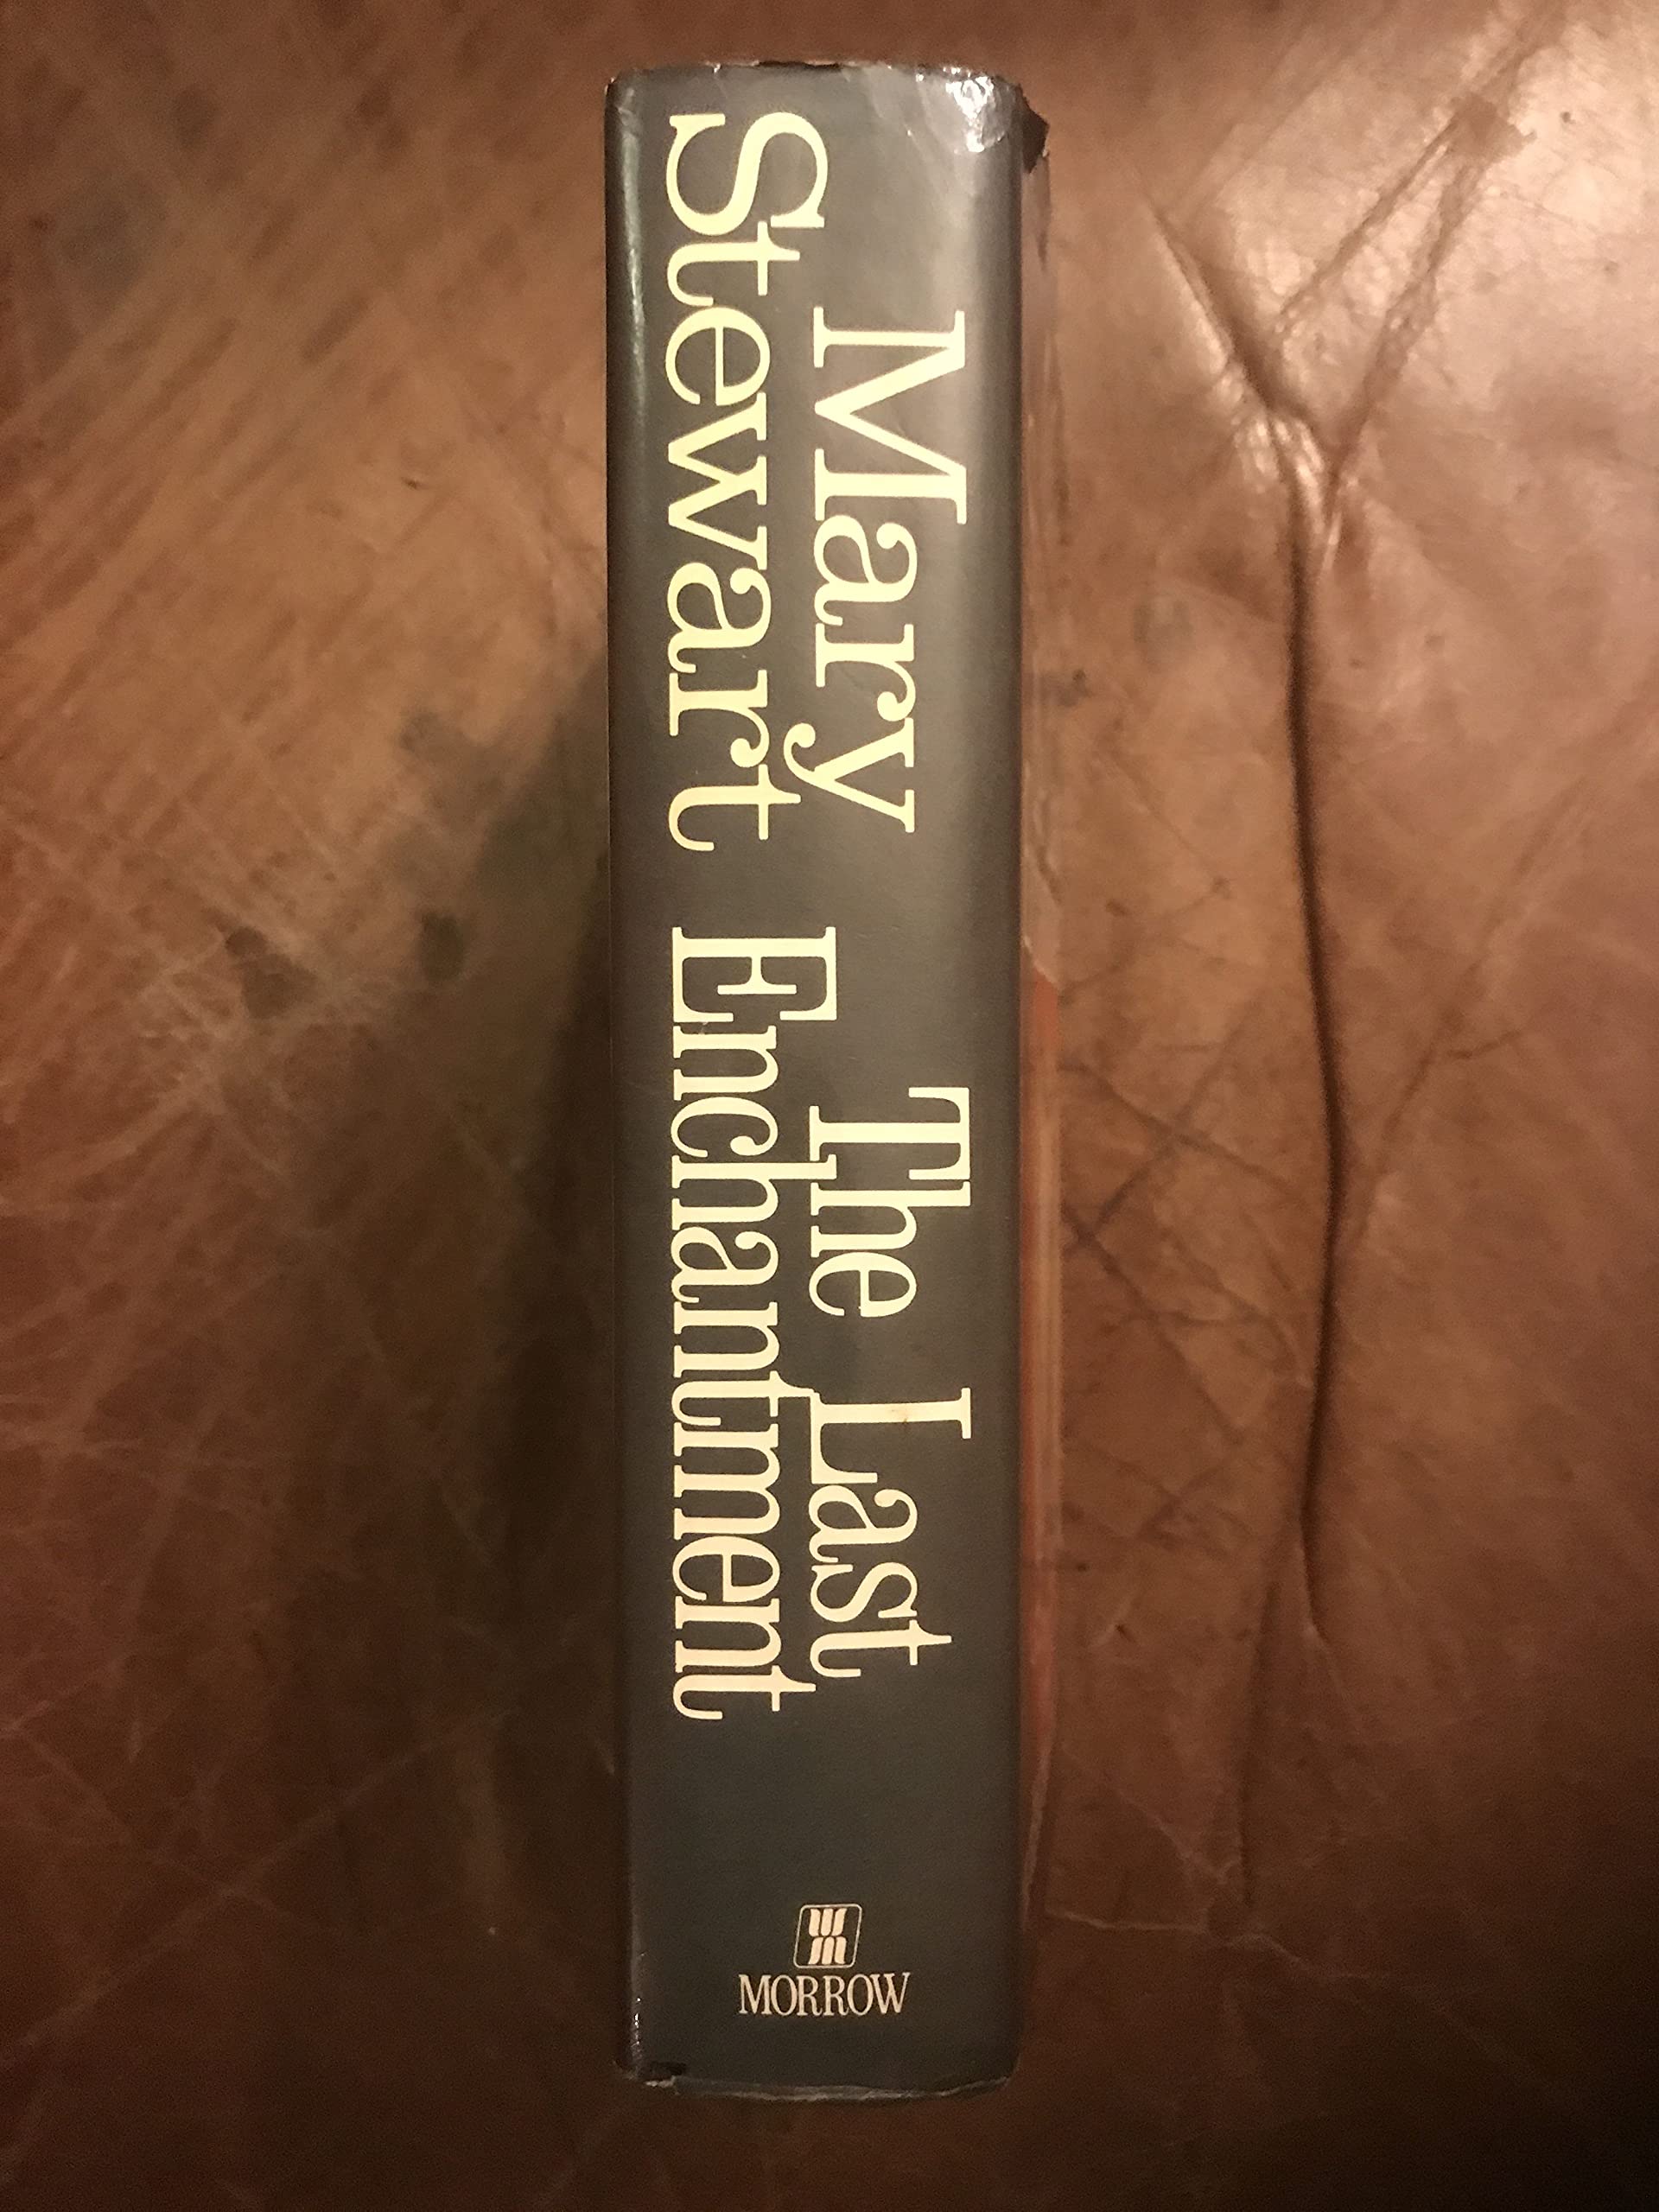 Mary
Stewart
The Last
Enchantment
MORROW